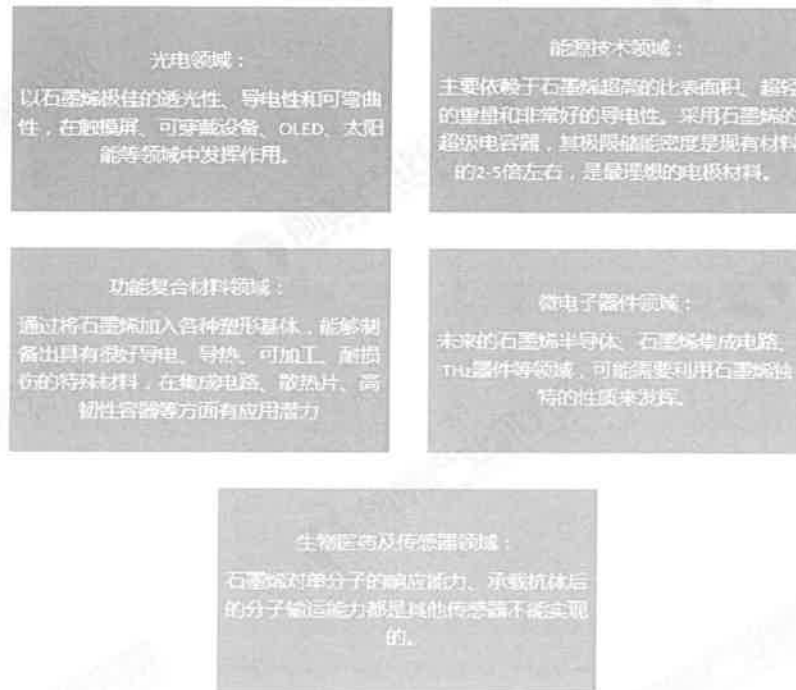 光电领域：
以石墨烯极佳的透光性、导电性和可弯曲
性，在触摸屏、可穿戴设备、OLED、太阳
能等领域中发挥作用。
能源技术领域：
主要依赖于石墨烯超高的比表面积、超轻
的重量和非常好的导电性。采用石墨烯的
超级电容器，其极限储能密度是现有材料
的2-5倍左右，是最理想的电极材料。
功能复合材料领域：
通过将石墨烯加入各种塑形基体，能够制
备出具有很好导电、导热、可加工、耐损
伤的特殊材料，在集成电路、散热片、高
韧性容器等方面有应用潜力
微电子器件领域：
未来的石墨烯半导体、石墨烯集成电路、
THz器件等领域，可能需要利用石墨烯独
特的性质来发挥。
生物医药及传感器领域：
石墨烯对单分子的响应能力、承载抗体后
的分子输运能力都是其他传感器不能实现
的。